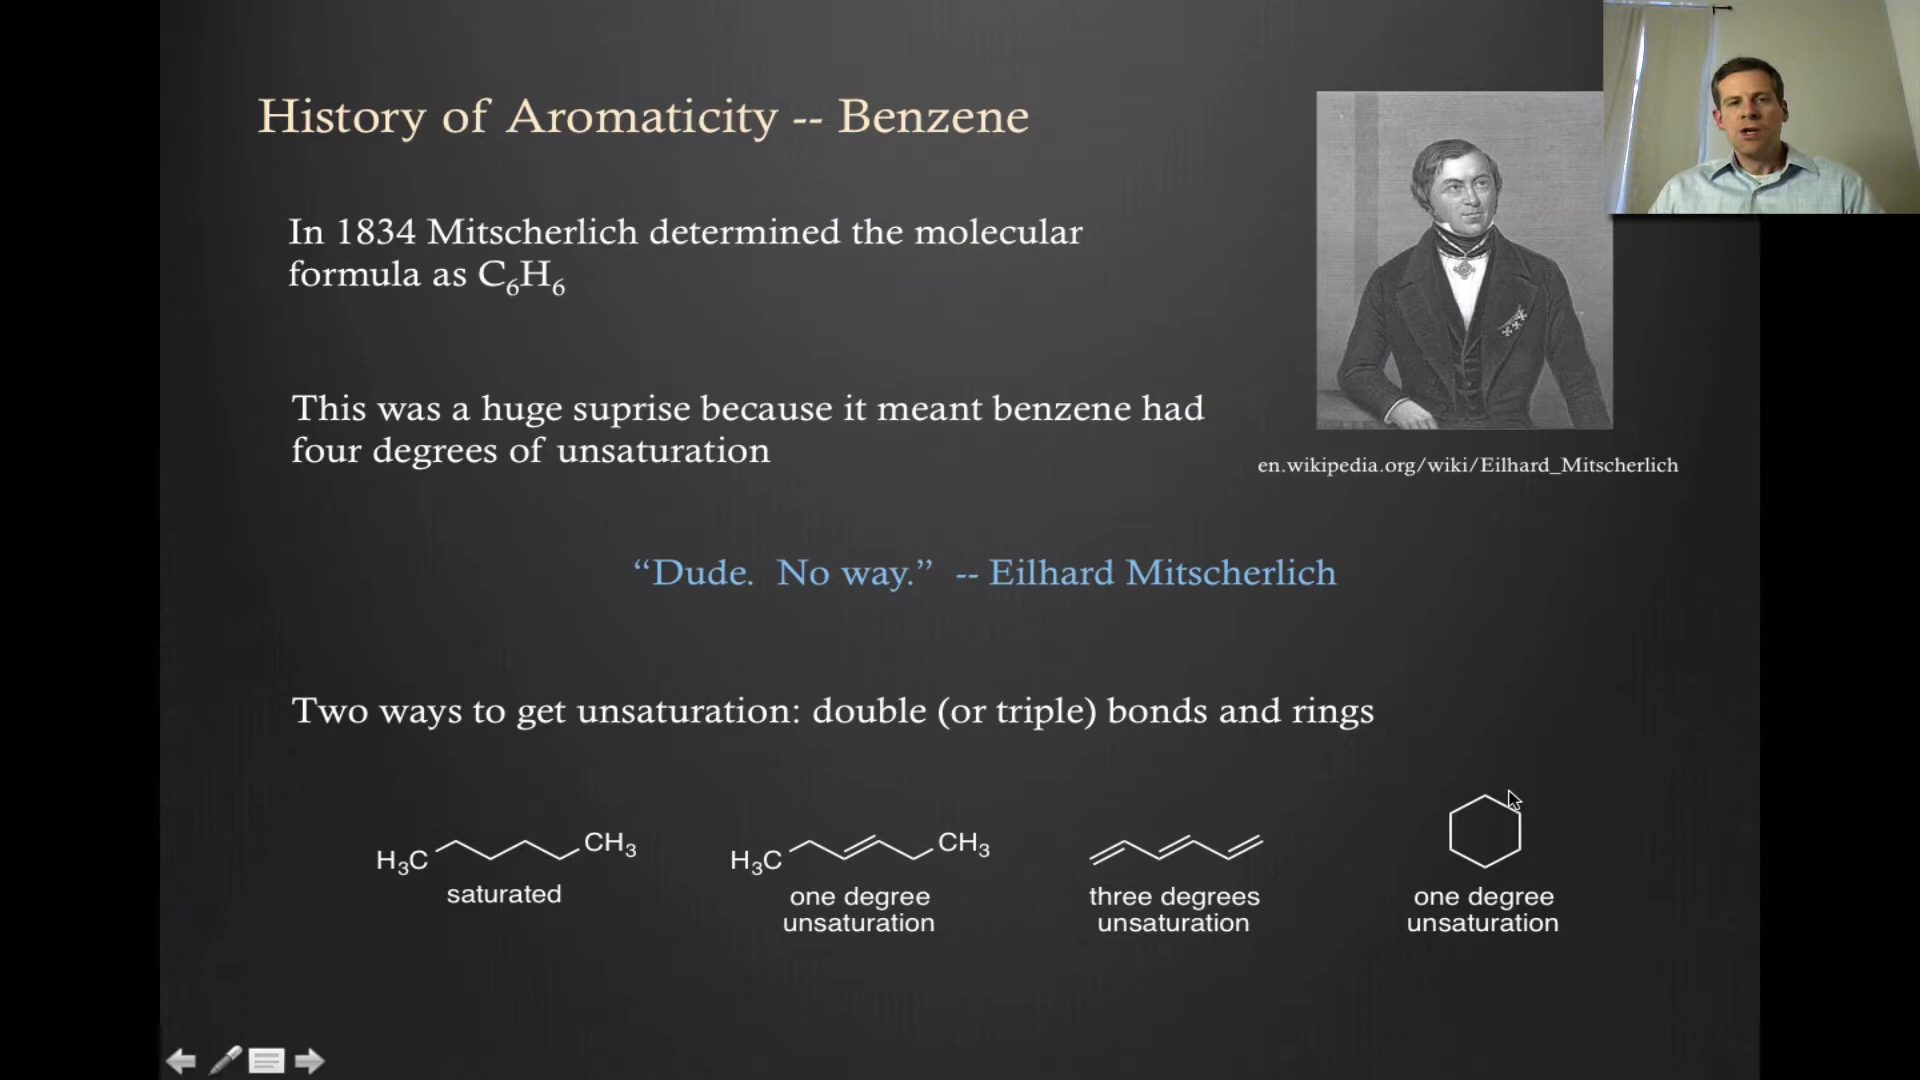 History of Aromaticity -- Benzene
In 1834 Mitscherlich determined the molecular
formula as C₆H₆
This was a huge suprise because it meant benzene had
four degrees of unsaturation
en.wikipedia.org/wiki/Eilhard_Mitscherlich
“Dude.  No way.”  -- Eilhard Mitscherlich
Two ways to get unsaturation: double (or triple) bonds and rings
H₃C CH₃
saturated
H₃C CH₃
one degree
unsaturation
three degrees
unsaturation
one degree
unsaturation